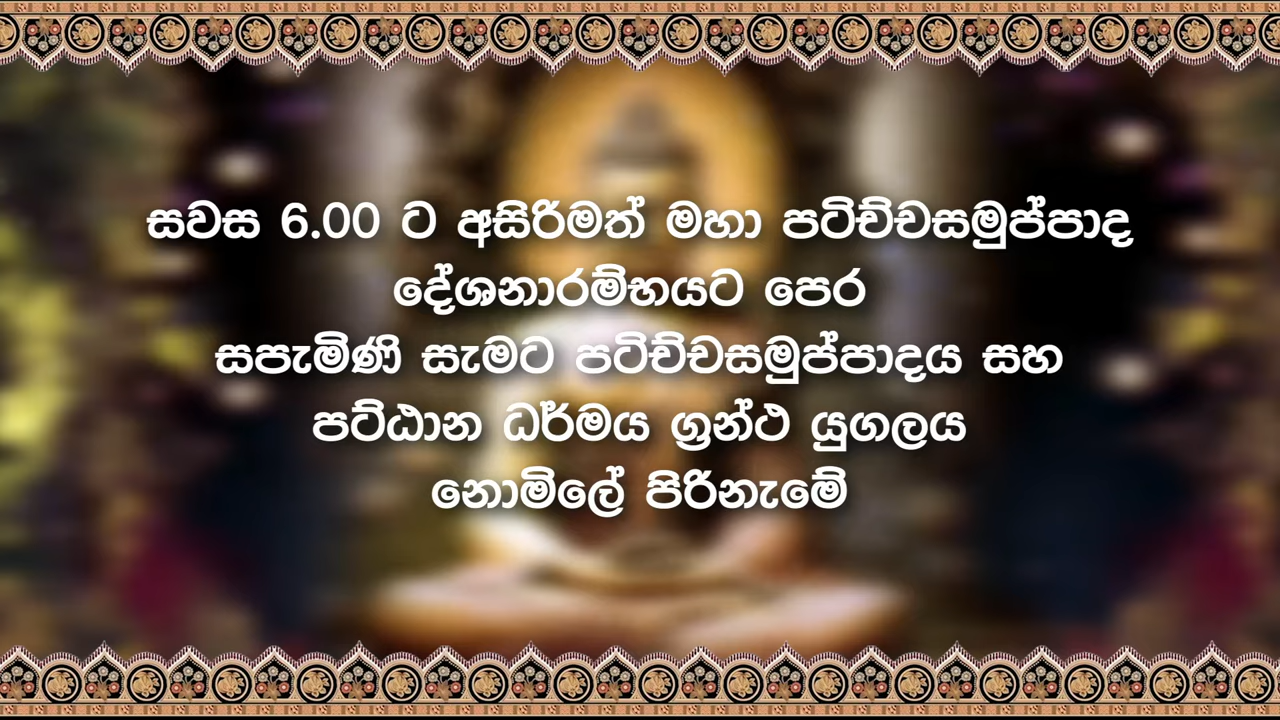 සවස 6.00 ට අසිරිමත් මහා පටිච්චසමුප්පාද
දේශනාරම්භයට පෙර
සපැමිණි සැමට පටිච්චසමුප්පාදය සහ
පට්ඨාන ධර්මය ග්‍රන්ථ යුගලය
නොමිලේ පිරිනැමේ